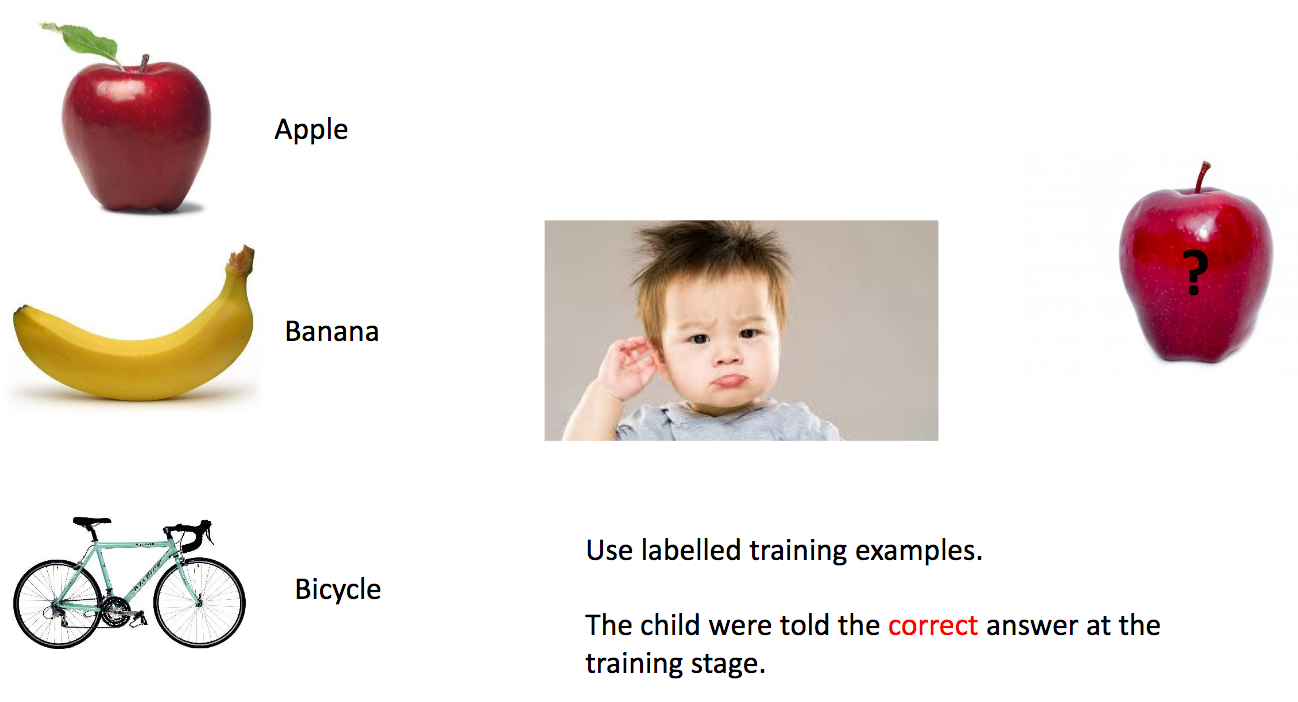 Apple
?
Banana
Use labelled training examples.
Bicycle
The child were told the correct answer at the
training stage.